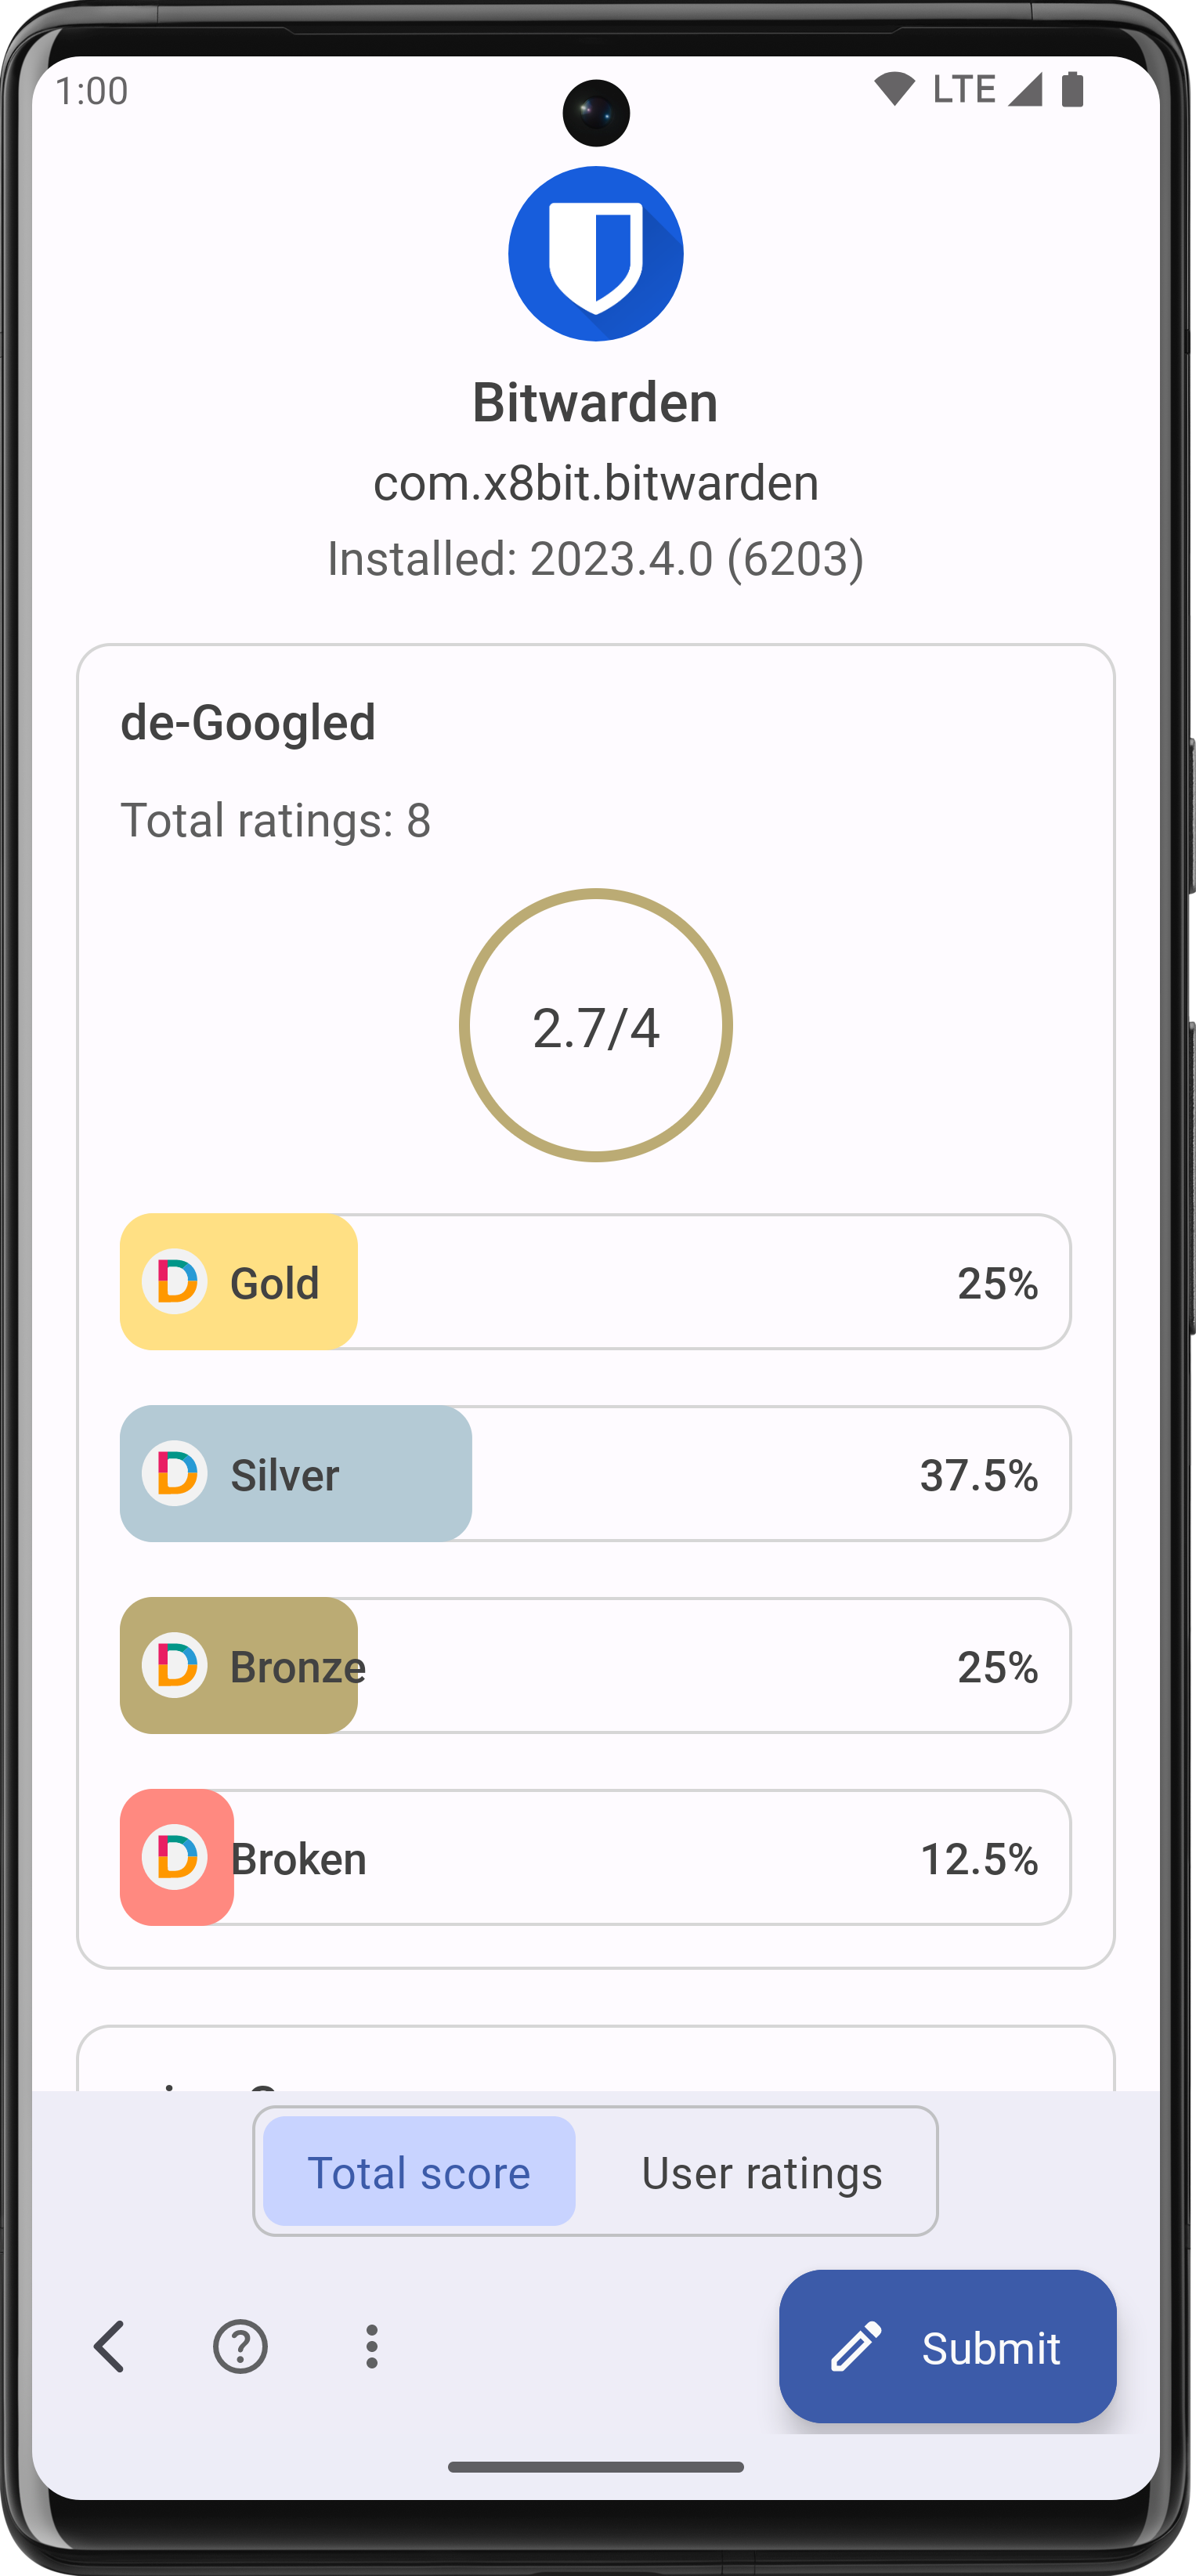 1:00
LTE
Bitwarden
com.x8bit.bitwarden
Installed: 2023.4.0 (6203)
de-Googled
Total ratings: 8
2.7/4
D Gold 25%
D Silver 37.5%
D Bronze 25%
D Broken 12.5%
Total score User ratings
? Submit